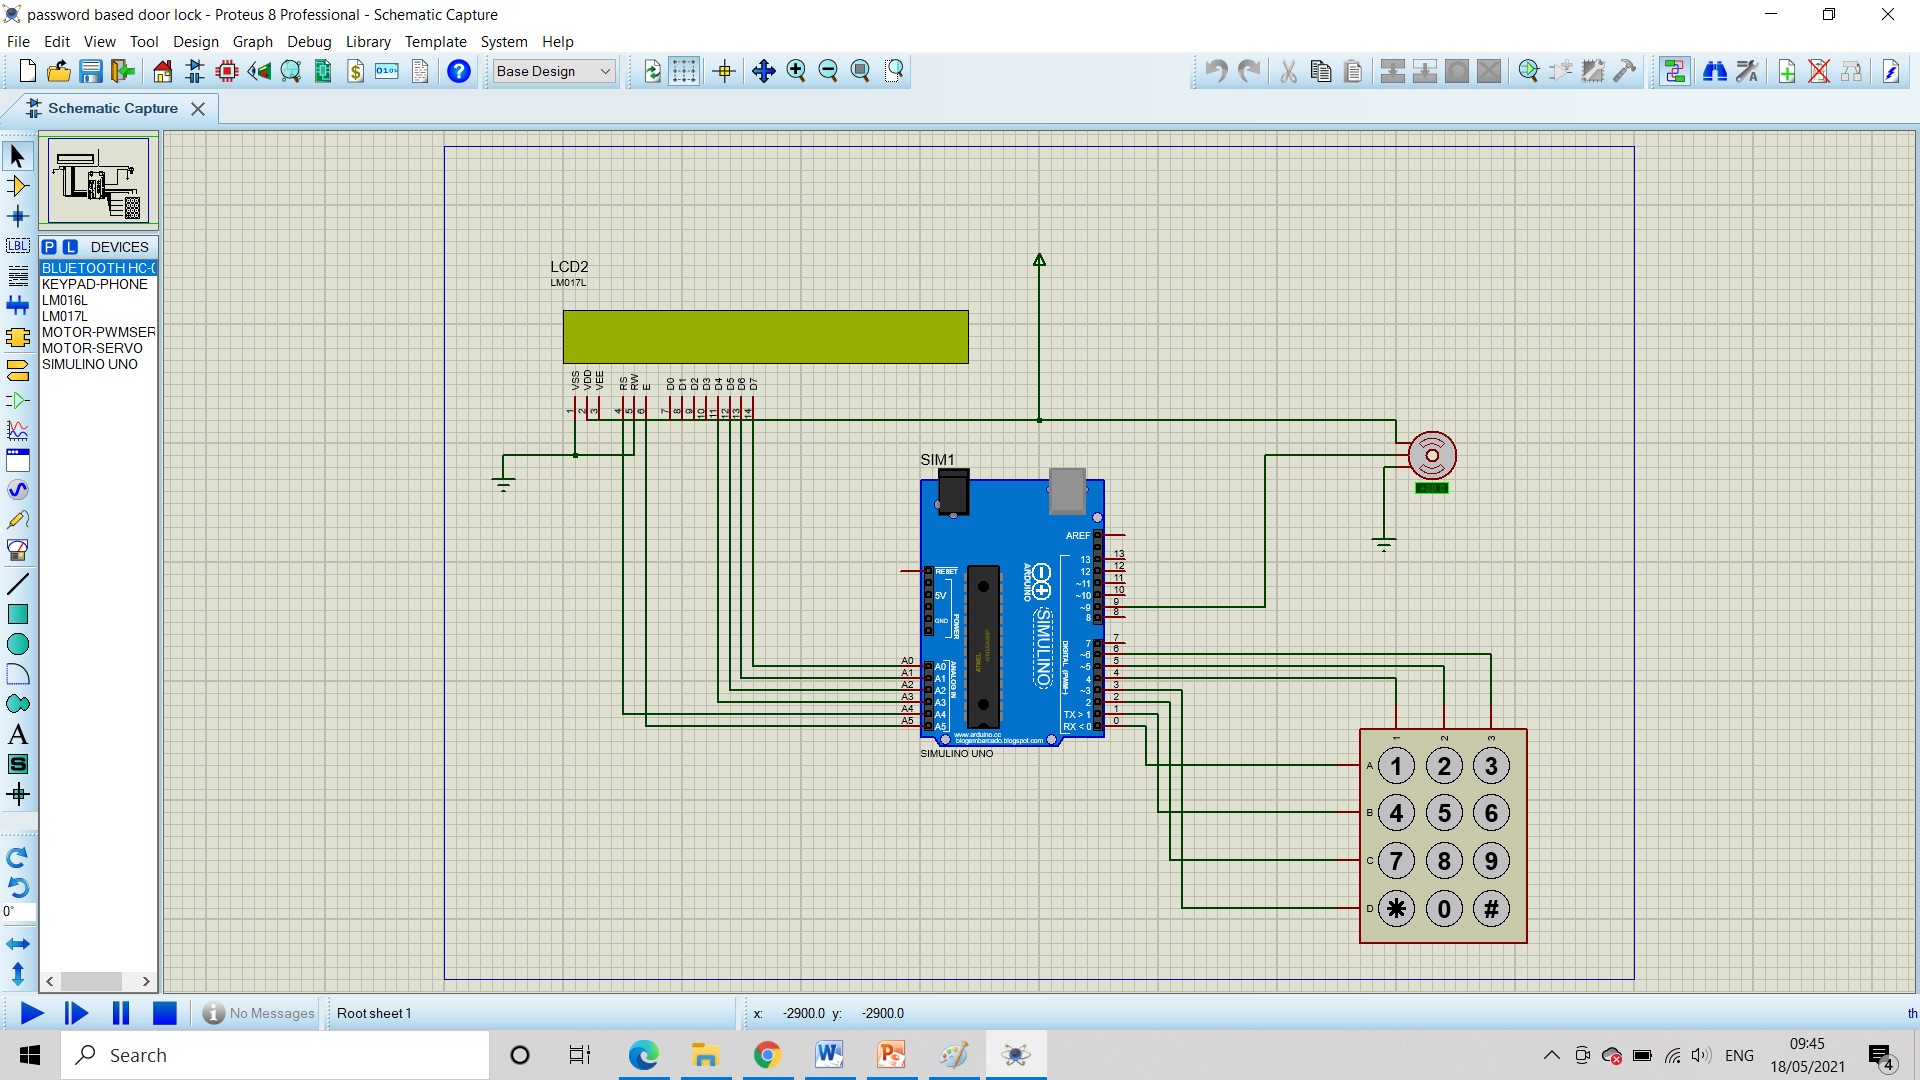 password based door lock - Proteus 8 Professional - Schematic Capture
File Edit View Tool Design Graph Debug Library Template System Help
Base Design
Schematic Capture
P L DEVICES
BLUETOOTH HC-0
KEYPAD-PHONE
LM016L
LM017L
MOTOR-PWMSER
MOTOR-SERVO
SIMULINO UNO
LBL
A
S
0°
LCD2
LM017L
VSS VDD VEE RS RW E D0 D1 D2 D3 D4 D5 D6 D7
1 2 3 4 5 6 7 8 9 10 11 12 13 14
SIM1
AREF
13 13
12 12
~11 11
~10 10
~9 9
8 8
7 7
~6 6
~5 5
4 4
~3 3
2 2
TX > 1 1
RX < 0 0
RESET
5V
GND
POWER
A0 A0
A1 A1
A2 A2
A3 A3
A4 A4
A5 A5
ANALOG IN
ARDUINO
SIMULINO
DIGITAL (PWM~)
www.arduino.cc
blogembarcado.blogspot.com
SIMULINO UNO
1 2 3
A 1 2 3
B 4 5 6
C 7 8 9
D * 0 #
No Messages
Root sheet 1
x: -2900.0 y: -2900.0
th
Search
ENG
09:45
18/05/2021
4